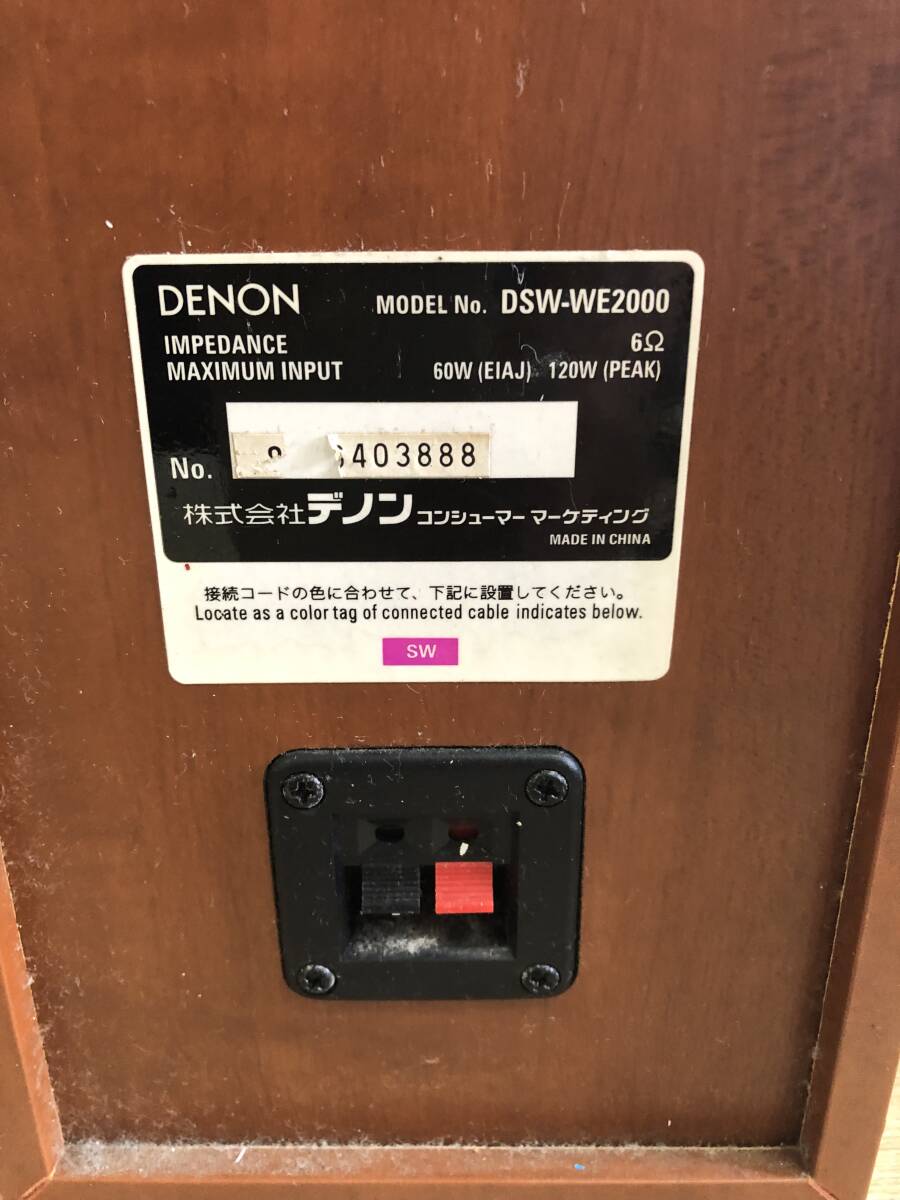 DENON MODEL No. DSW-WE2000
IMPEDANCE 6Ω
MAXIMUM INPUT 60W (EIAJ) 120W (PEAK)
No. 403888
株式会社デノン コンシューマー マーケティング
MADE IN CHINA
接続コードの色に合わせて、下記に設置してください。
Locate as a color tag of connected cable indicates below.
SW